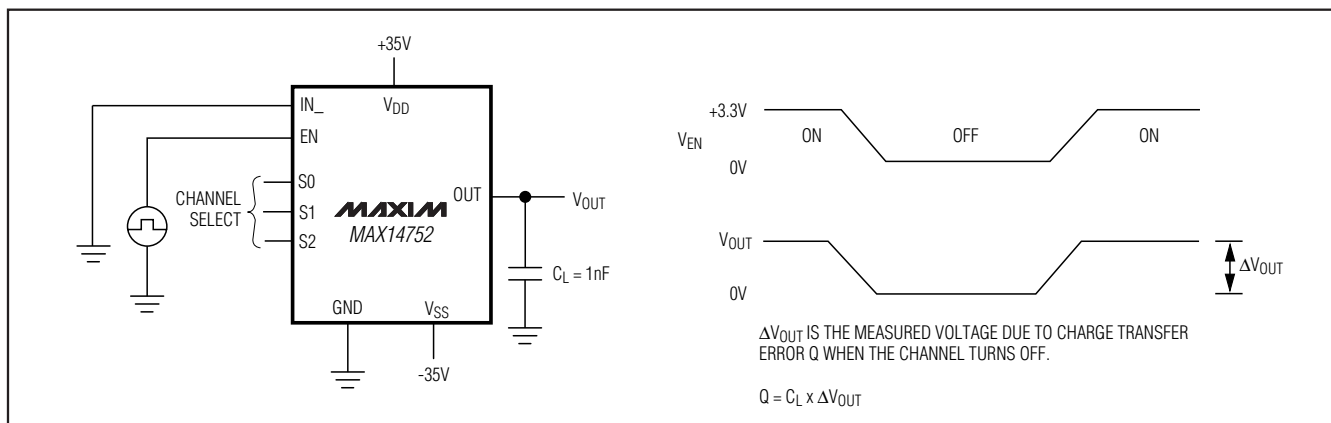 +35V
V_DD
IN_
EN
S0
S1
S2
CHANNEL
SELECT
MAXIM
MAX14752
OUT
V_OUT
C_L = 1nF
GND
V_SS
-35V
+3.3V
V_EN
0V
ON
OFF
ON
V_OUT
0V
ΔV_OUT
ΔV_OUT IS THE MEASURED VOLTAGE DUE TO CHARGE TRANSFER
ERROR Q WHEN THE CHANNEL TURNS OFF.
Q = C_L x ΔV_OUT